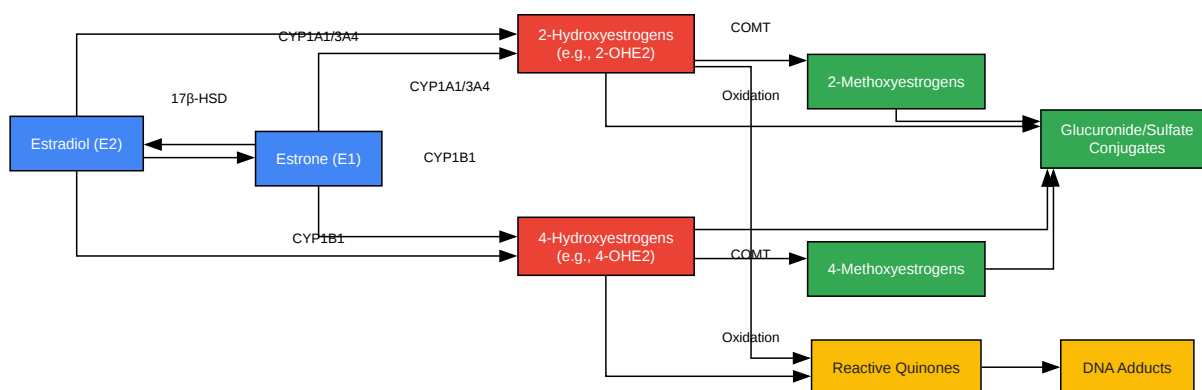 CYP1A1/3A4
2-Hydroxyestrogens
(e.g., 2-OHE2)
COMT
2-Methoxyestrogens
CYP1A1/3A4
Oxidation
17β-HSD
Glucuronide/Sulfate
Conjugates
Estradiol (E2)
Estrone (E1)
CYP1B1
4-Hydroxyestrogens
(e.g., 4-OHE2)
CYP1B1
COMT
4-Methoxyestrogens
Oxidation
Reactive Quinones
DNA Adducts